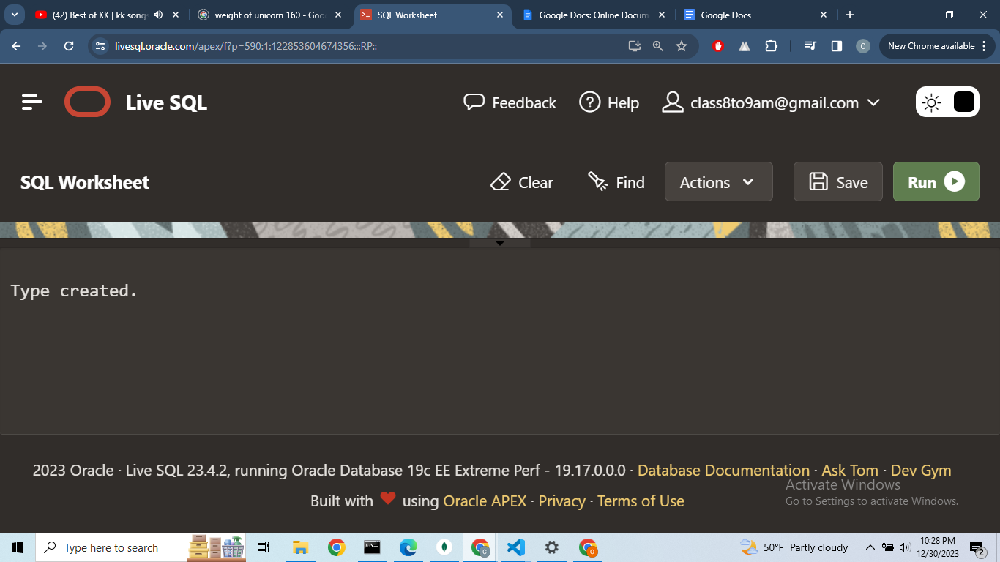 (42) Best of KK | kk songs
weight of unicorn 160 - Goo
SQL Worksheet
Google Docs: Online Docum
Google Docs
livesql.oracle.com/apex/f?p=590:1:122853604674356:::RP::
C
New Chrome available
Live SQL
Feedback
Help
class8to9am@gmail.com
SQL Worksheet
Clear
Find
Actions
Save
Run
Type created.
2023 Oracle · Live SQL 23.4.2, running Oracle Database 19c EE Extreme Perf - 19.17.0.0.0 · Database Documentation · Ask Tom · Dev Gym
Built with ❤ using Oracle APEX · Privacy · Terms of Use
Activate Windows
Go to Settings to activate Windows.
Type here to search
C
O
50°F Partly cloudy
10:28 PM
12/30/2023
2